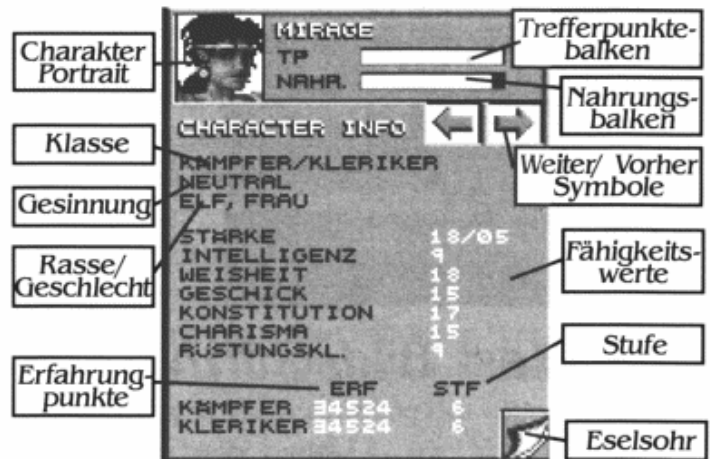 MIRAGE
TP
NAHR.
CHARACTER INFO
KÄMPFER/KLERIKER
NEUTRAL
ELF, FRAU
STÄRKE 18/05
INTELLIGENZ 9
WEISHEIT 18
GESCHICK 15
KONSTITUTION 17
CHARISMA 15
RÜSTUNGSKL. 9
ERF STF
KÄMPFER 34524 6
KLERIKER 34524 6
Charakter
Portrait
Klasse
Gesinnung
Rasse/
Geschlecht
Erfahrung-
punkte
Trefferpunkte-
balken
Nahrungs-
balken
Weiter/ Vorher
Symbole
Fähigkeits-
werte
Stufe
Eselsohr